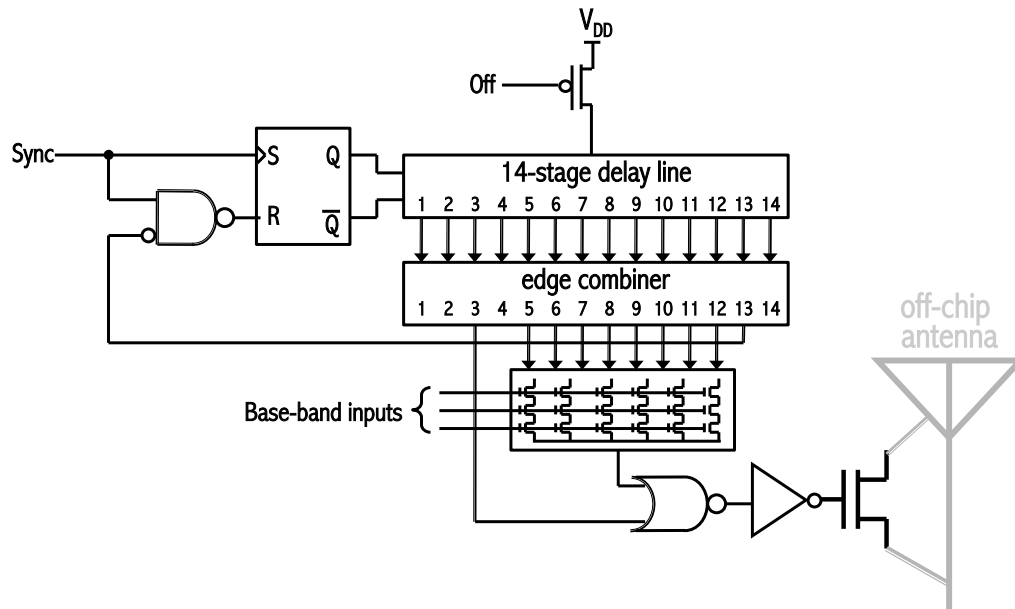 V_DD
Off
Sync
S Q
14-stage delay line
1 2 3 4 5 6 7 8 9 10 11 12 13 14
R Q̅
edge combiner
1 2 3 4 5 6 7 8 9 10 11 12 13 14
off-chip
antenna
Base-band inputs